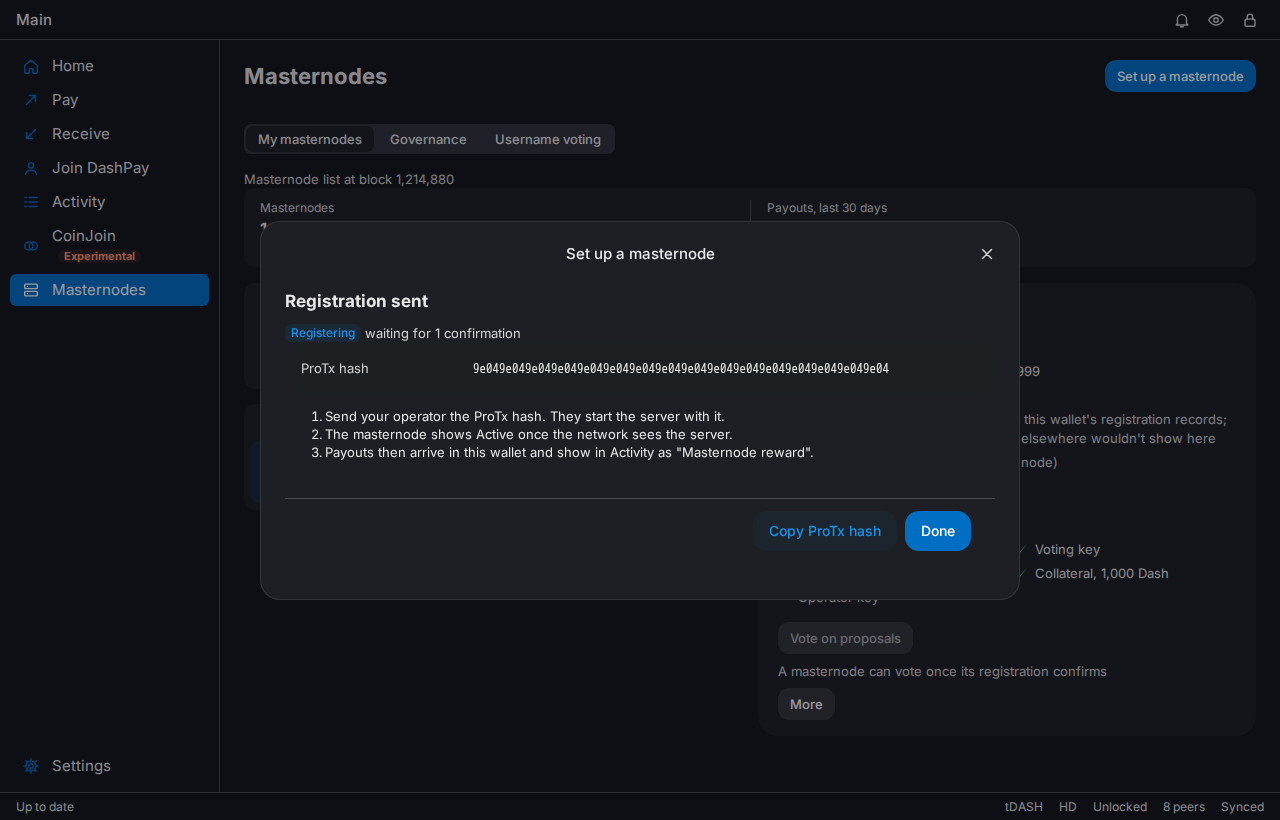 Main
Home
Pay
Receive
Join DashPay
Activity
CoinJoin
Experimental
Masternodes
Settings
Masternodes
Set up a masternode
My masternodes
Governance
Username voting
Masternode list at block 1,214,880
Masternodes
Payouts, last 30 days
Set up a masternode
Registration sent
Registering waiting for 1 confirmation
ProTx hash 9e049e049e049e049e049e049e049e049e049e049e049e049e049e049e049e04
1. Send your operator the ProTx hash. They start the server with it.
2. The masternode shows Active once the network sees the server.
3. Payouts then arrive in this wallet and show in Activity as "Masternode reward".
Copy ProTx hash
Done
999
this wallet's registration records;
elsewhere wouldn't show here
node)
Voting key
Collateral, 1,000 Dash
Operator key
Vote on proposals
A masternode can vote once its registration confirms
More
Up to date
tDASH
HD
Unlocked
8 peers
Synced